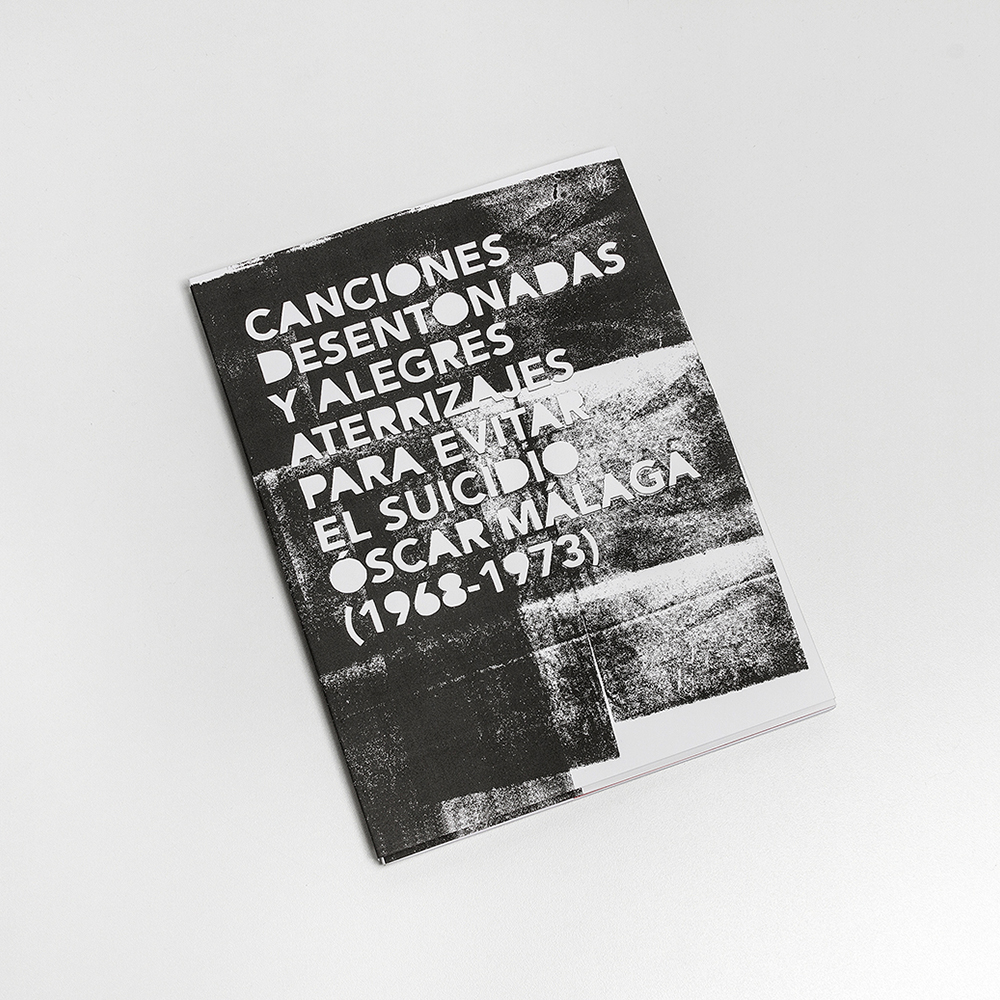 CANCIONES
DESENTONADAS
Y ALEGRES
ATERRIZAJES
PARA EVITAR
EL SUICIDIO
ÓSCAR MÁLAGA
(1968-1973)